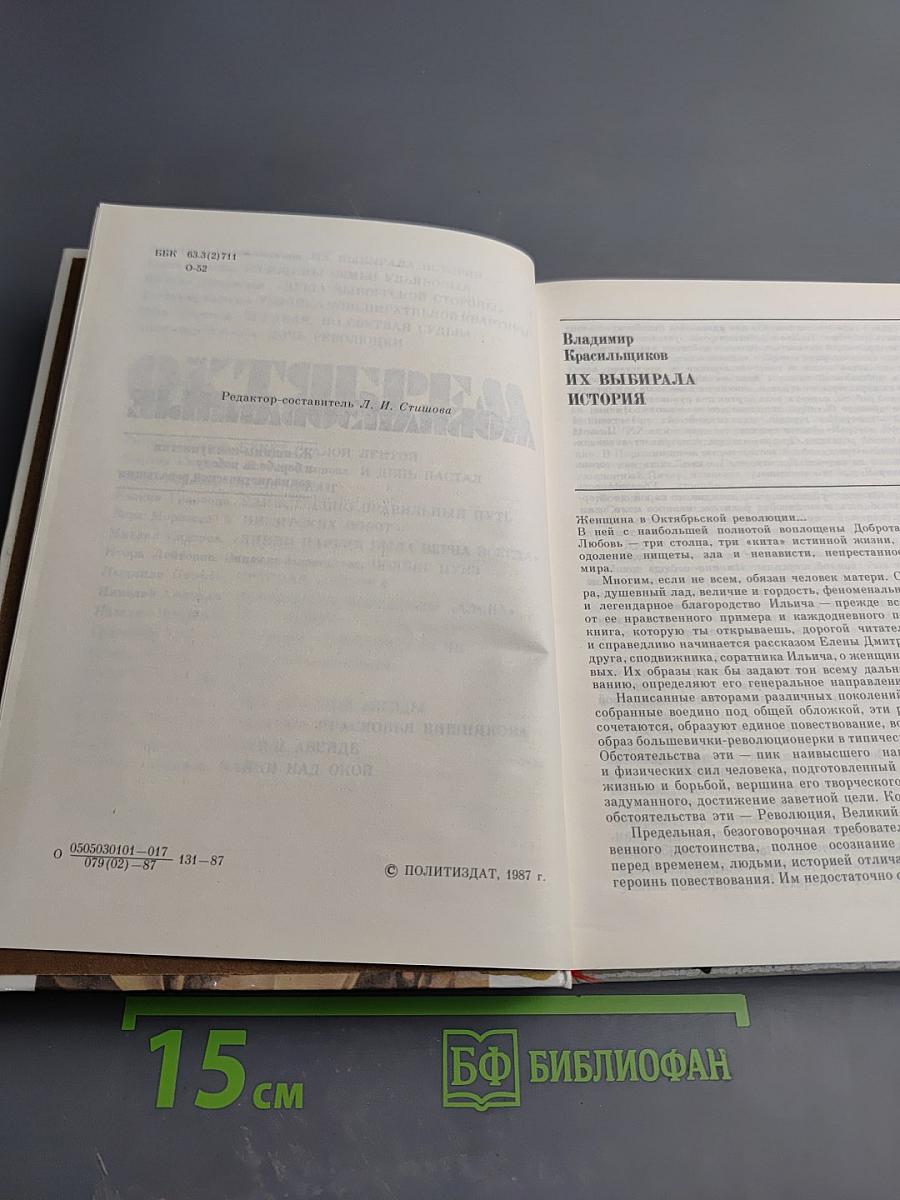 ББК 63.3(2)711
О-52
Редактор-составитель Л. И. Стишова
О 0505030101—017
079(02)—87
131—87
© ПОЛИТИЗДАТ, 1987 г.
Владимир
Красильщиков
ИХ ВЫБИРАЛА
ИСТОРИЯ
Женщина в Октябрьской революции...
В ней с наибольшей полнотой воплощены Доброта
Любовь — три столпа, три «кита» истинной жизни,
одоление нищеты, зла и ненависти, непрестанное
мира.
Многим, если не всем, обязан человек матери. С
ра, душевный лад, величие и гордость, феноменальн
и легендарное благородство Ильича — прежде вс
от ее нравственного примера и каждодневного п
книга, которую ты открываешь, дорогой читател
и справедливо начинается рассказом Елены Дмитр
друга, сподвижника, соратника Ильича, о женщин
вых. Их образы как бы задают тон всему дальн
ванию, определяют его генеральное направлени
Написанные авторами различных поколений
собранные воедино под общей обложкой, эти р
сочетаются, образуют единое повествование, во
образ большевички-революционерки в типичес
Обстоятельства эти — пик наивысшего на
и физических сил человека, подготовленный
жизнью и борьбой, вершина его творческого
задуманного, достижение заветной цели. Ко
обстоятельства эти — Революция, Великий
Предельная, безоговорочная требовател
венного достоинства, полное осознание
перед временем, людьми, историей отлича
героинь повествования. Им недостаточно с
15 см
БФ БИБЛИОФАН